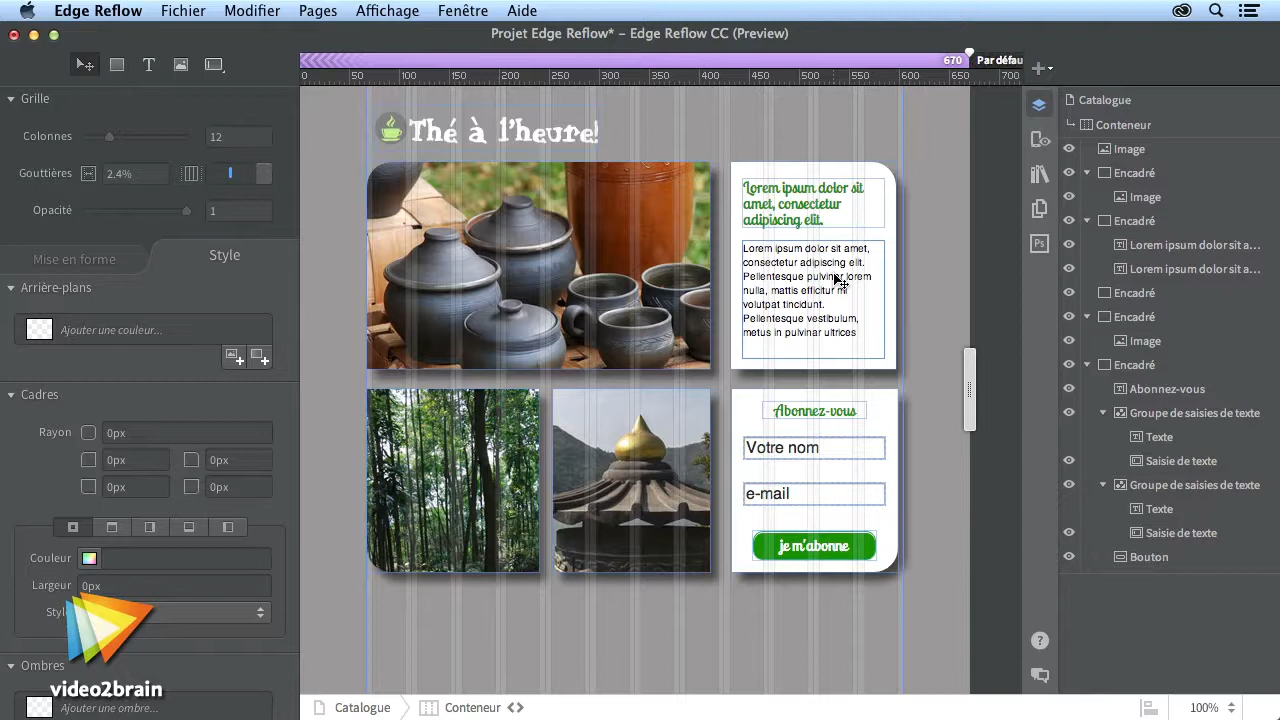 Edge Reflow Fichier Modifier Pages Affichage Fenêtre Aide
Projet Edge Reflow* – Edge Reflow CC (Preview)
670 Par défau
0 50 100 150 200 250 300 350 400 450 500 550 600 650 700
Grille
Colonnes 12
Gouttières 2.4%
Opacité 1
Mise en forme Style
Arrière-plans
Ajouter une couleur...
Cadres
Rayon 0px
0px 0px
0px 0px
Couleur
Largeur 0px
Styl
Ombres
Ajouter une ombre...
video2brain
Thé à l'heure!
Lorem ipsum dolor sit
amet, consectetur
adipiscing elit.
Lorem ipsum dolor sit amet,
consectetur adipiscing elit.
Pellentesque pulvinar lorem
nulla, mattis efficitur mi
volutpat tincidunt.
Pellentesque vestibulum,
metus in pulvinar ultrices
Abonnez-vous
Votre nom
e-mail
je m'abonne
Catalogue
Conteneur
Image
Encadré
Image
Encadré
Lorem ipsum dolor sit a...
Lorem ipsum dolor sit a...
Encadré
Encadré
Image
Encadré
Abonnez-vous
Groupe de saisies de texte
Texte
Saisie de texte
Groupe de saisies de texte
Texte
Saisie de texte
Bouton
Ps
?
Catalogue Conteneur
100%